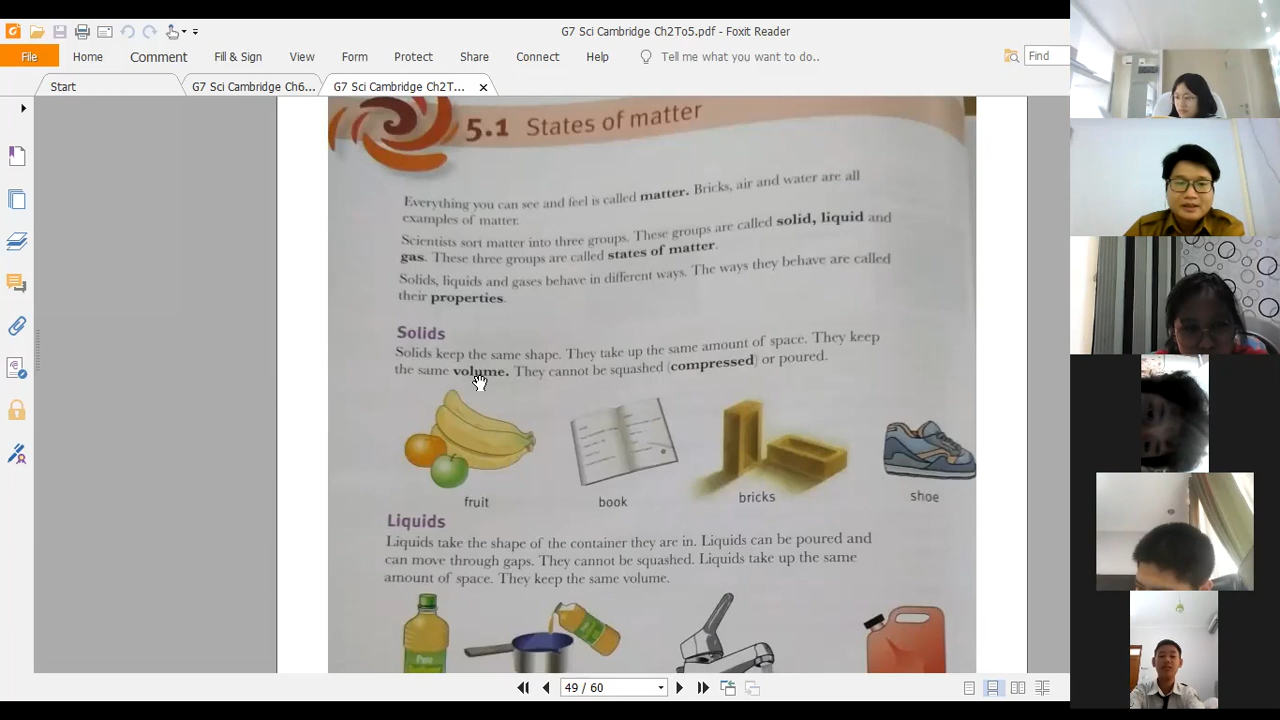 G7 Sci Cambridge Ch2To5.pdf - Foxit Reader
File Home Comment Fill & Sign View Form Protect Share Connect Help Tell me what you want to do.. Find
Start G7 Sci Cambridge Ch6... G7 Sci Cambridge Ch2T...
5.1 States of matter
Everything you can see and feel is called matter. Bricks, air and water are all
examples of matter.
Scientists sort matter into three groups. These groups are called solid, liquid and
gas. These three groups are called states of matter.
Solids, liquids and gases behave in different ways. The ways they behave are called
their properties.
Solids
Solids keep the same shape. They take up the same amount of space. They keep
the same volume. They cannot be squashed (compressed) or poured.
fruit book bricks shoe
Liquids
Liquids take the shape of the container they are in. Liquids can be poured and
can move through gaps. They cannot be squashed. Liquids take up the same
amount of space. They keep the same volume.
Pure
49 / 60